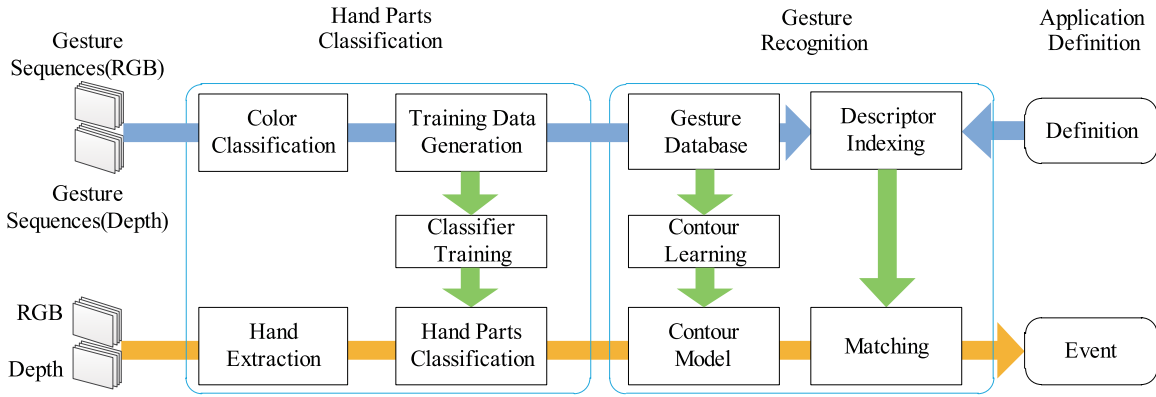 Hand Parts
Classification
Gesture
Recognition
Application
Definition
Gesture
Sequences(RGB)
Color
Classification
Training Data
Generation
Gesture
Database
Descriptor
Indexing
Definition
Gesture
Sequences(Depth)
Classifier
Training
Contour
Learning
RGB
Depth
Hand
Extraction
Hand Parts
Classification
Contour
Model
Matching
Event